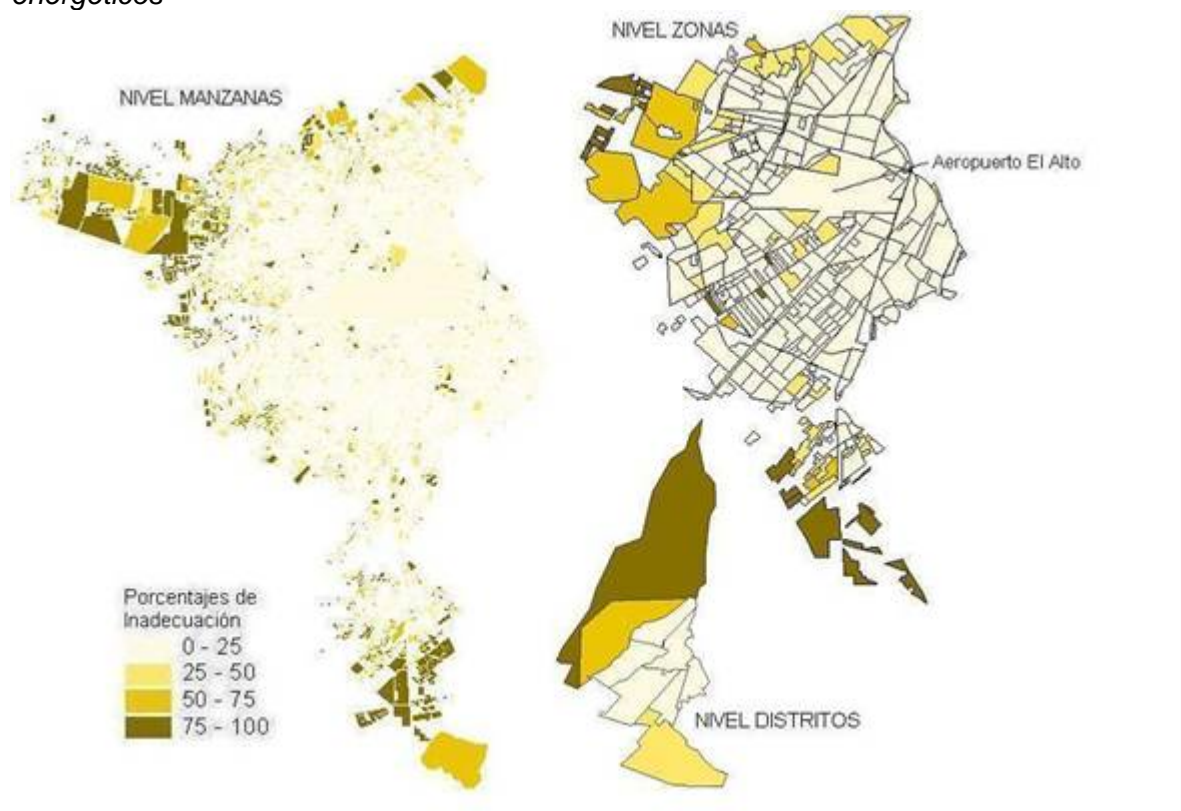 energéticos
NIVEL ZONAS
NIVEL MANZANAS
Aeropuerto El Alto
Porcentajes de
Inadecuación
0 - 25
25 - 50
50 - 75
75 - 100
NIVEL DISTRITOS